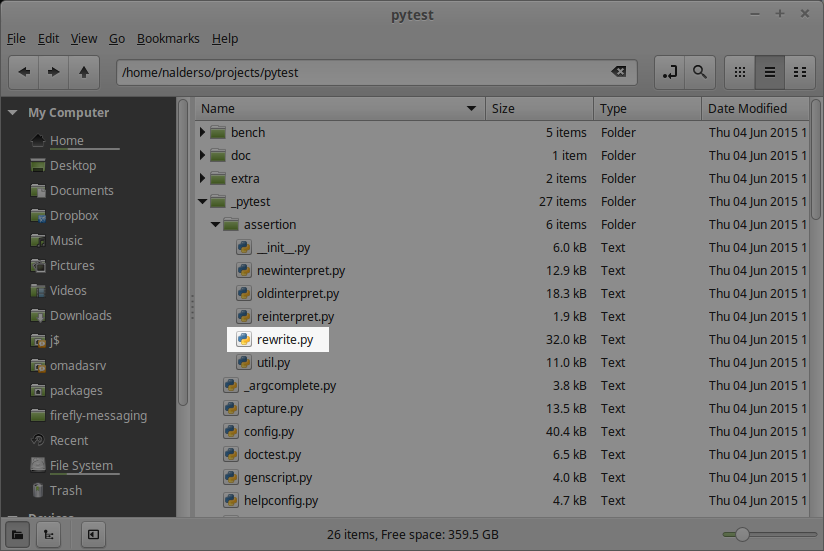 pytest
File Edit View Go Bookmarks Help
/home/nalderso/projects/pytest
My Computer
Home
Desktop
Documents
Dropbox
Music
Pictures
Videos
Downloads
j$
omadasrv
packages
firefly-messaging
Recent
File System
Trash
Name Size Type Date Modified
bench 5 items Folder Thu 04 Jun 2015 1
doc 1 item Folder Thu 04 Jun 2015 1
extra 2 items Folder Thu 04 Jun 2015 1
_pytest 27 items Folder Thu 04 Jun 2015 1
assertion 6 items Folder Thu 04 Jun 2015 1
__init__.py 6.0 kB Text Thu 04 Jun 2015 1
newinterpret.py 12.9 kB Text Thu 04 Jun 2015 1
oldinterpret.py 18.3 kB Text Thu 04 Jun 2015 1
reinterpret.py 1.9 kB Text Thu 04 Jun 2015 1
rewrite.py 32.0 kB Text Thu 04 Jun 2015 1
util.py 11.0 kB Text Thu 04 Jun 2015 1
_argcomplete.py 3.8 kB Text Thu 04 Jun 2015 1
capture.py 13.5 kB Text Thu 04 Jun 2015 1
config.py 40.4 kB Text Thu 04 Jun 2015 1
doctest.py 6.5 kB Text Thu 04 Jun 2015 1
genscript.py 4.0 kB Text Thu 04 Jun 2015 1
helpconfig.py 4.7 kB Text Thu 04 Jun 2015 1
26 items, Free space: 359.5 GB